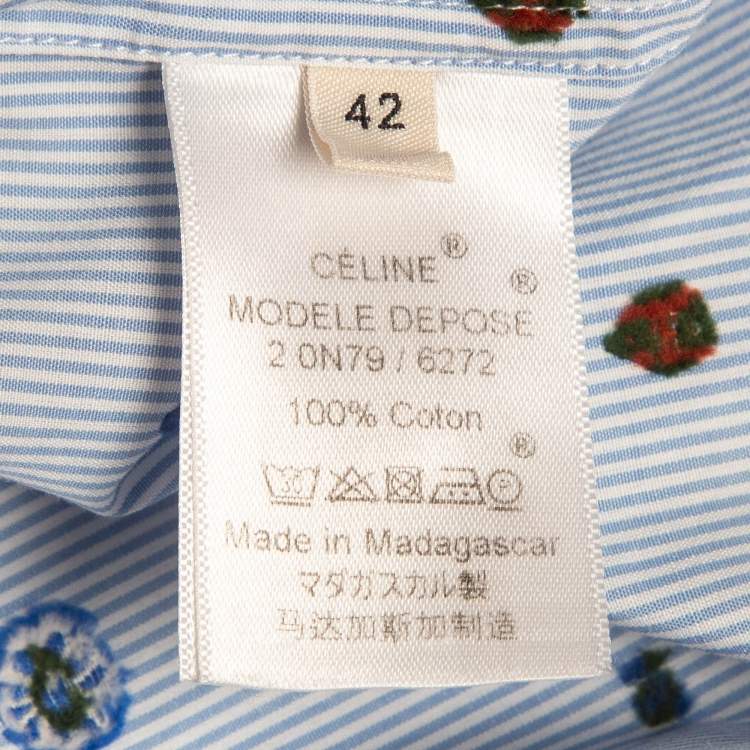 42
CÉLINE®
®
MODELE DEPOSE
2 0N79 / 6272
100% Coton
®
30 P
Made in Madagascar
マダガスカル製
马达加斯加制造